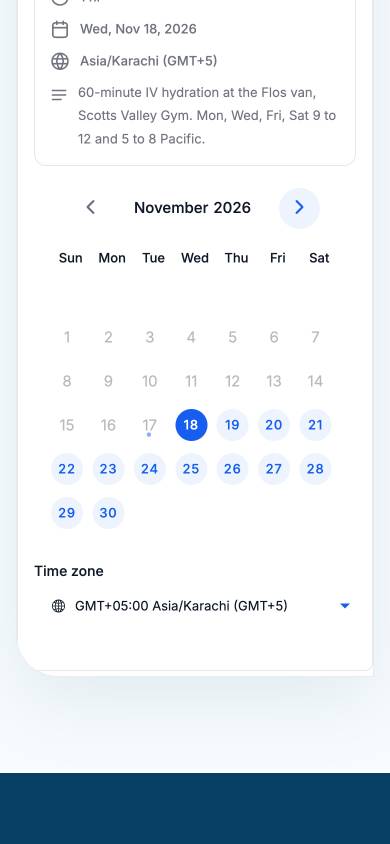 Wed, Nov 18, 2026
Asia/Karachi (GMT+5)
60-minute IV hydration at the Flos van,
Scotts Valley Gym. Mon, Wed, Fri, Sat 9 to
12 and 5 to 8 Pacific.
November 2026
Sun Mon Tue Wed Thu Fri Sat
1 2 3 4 5 6 7
8 9 10 11 12 13 14
15 16 17 18 19 20 21
22 23 24 25 26 27 28
29 30
Time zone
GMT+05:00 Asia/Karachi (GMT+5)